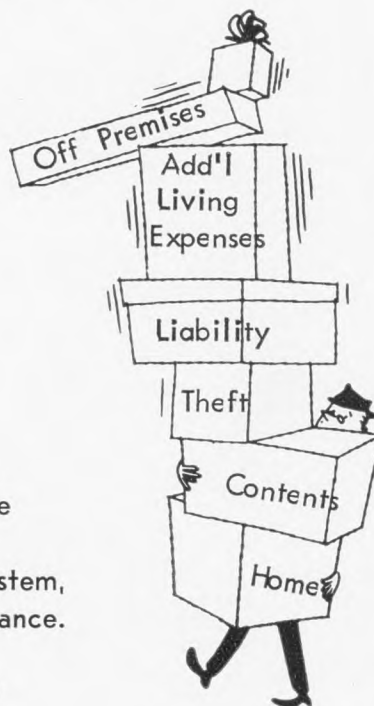 Off Premises
Add'l
Living
Expenses
Liability
Theft
Contents
Home
e
stem,
ance.